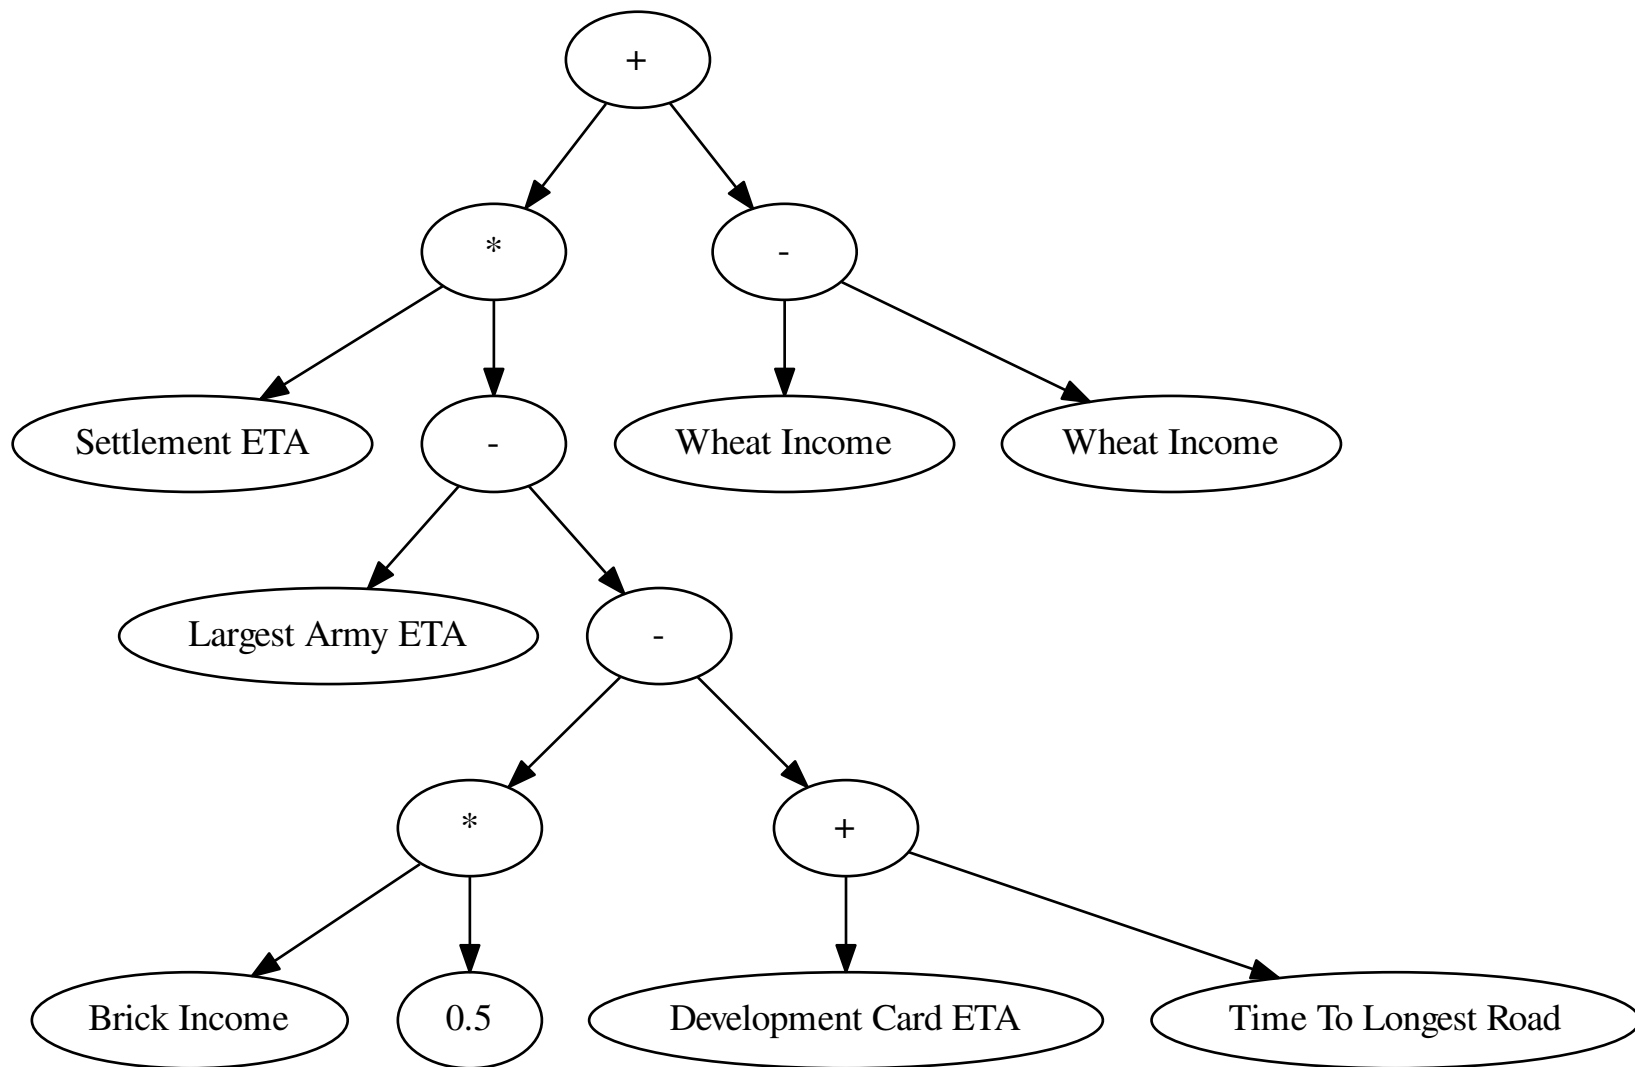 +
*
-
Settlement ETA
-
Wheat Income
Wheat Income
Largest Army ETA
-
*
+
Brick Income
0.5
Development Card ETA
Time To Longest Road